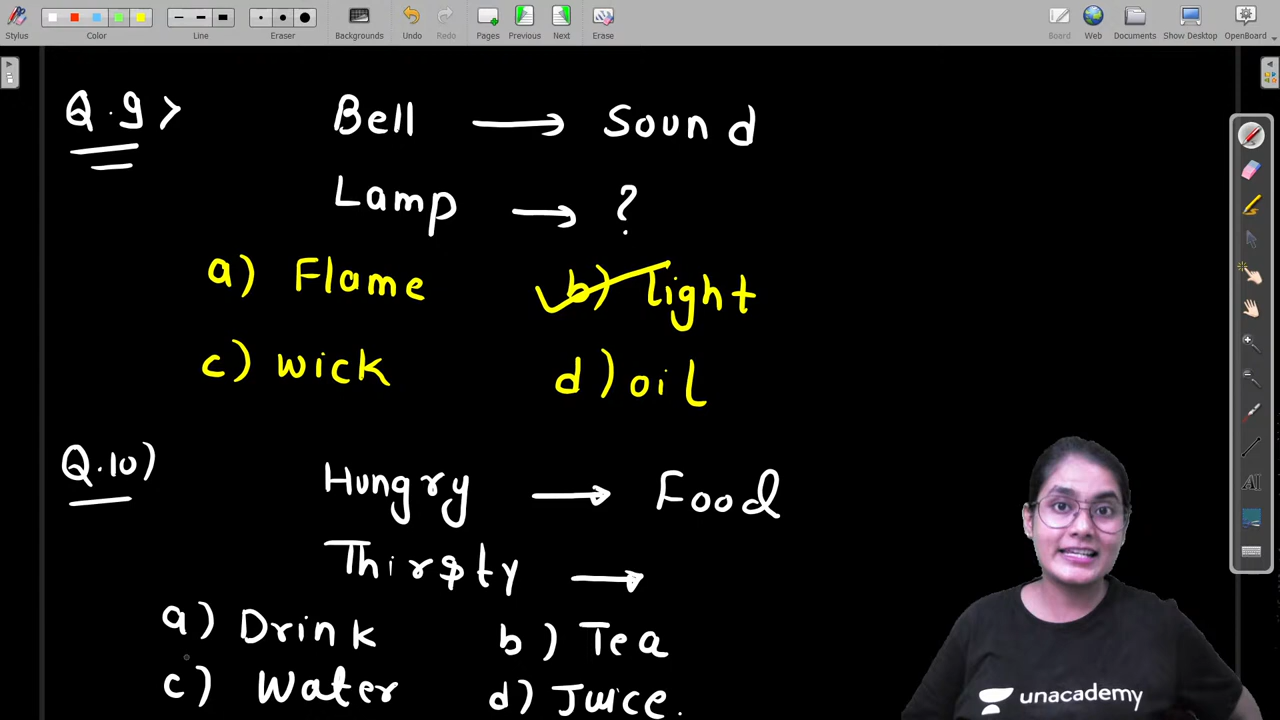 Stylus
Color
Line
Eraser
Backgrounds
Undo
Redo
Pages
Previous
Next
Erase
Board
Web
Documents
Show Desktop
OpenBoard
Q.9> Bell → Sound
Lamp → ?
a) Flame b) light
c) wick d) oil
Q.10) Hungry → Food
Thirsty →
a) Drink b) Tea
c) Water d) Juice.
AI
unacademy